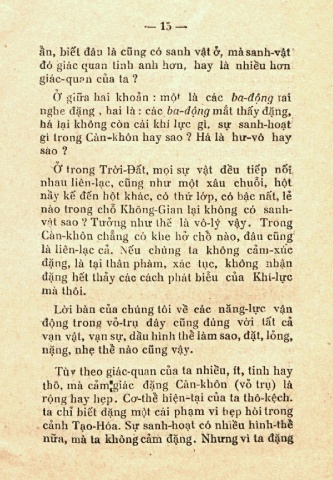 — 15 —
ẩn, biết đâu là cũng có sanh vật ở, mà sanh-vật
đó giác quan tinh anh hơn, hay là nhiều hơn
giác-quan của ta ?
Ở giữa hai khoản : một là các ba-động tai
nghe đặng, hai là : các ba-động mắt thấy đặng,
há lại không còn cái khí lực gì, sự sanh-hoạt
gì trong Càn-khôn hay sao ? Há là hư-vô hay
sao ?
Ở trong Trời-Đất, mọi sự vật đều tiếp nối
nhau liên-lạc, cũng như một xâu chuỗi, hột
nầy kế đến hột khác, có thứ lớp, có bậc nất, lẽ
nào trong chỗ Không-Gian lại không có sanh-
vật sao ? Tưởng như thế là vô-lý vậy. Trong
Càn-khôn chẳng có khe hở chỗ nào, đâu cũng
là liên-lạc cả. Nếu chúng ta không cảm-xúc
đặng, là tại thân phàm, xác tục, không nhận
đặng hết thảy các cách phát biểu của Khí-lực
mà thôi.
Lời bàn của chúng tôi về các năng-lực vận
động trong võ-trụ đây cũng đúng với tất cả
vạn vật, vạn sự, dầu hình thể làm sao, đặt, lỏng,
nặng, nhẹ thế nào cũng vậy.
Tùy theo giác-quan của ta nhiều, ít, tinh hay
thô, mà cảm giác đặng Càn-khôn (võ trụ) là
rộng hay hẹp. Cơ-thể hiện-tại của ta thô-kệch.
ta chỉ biết đặng một cái phạm vi bẹp hòi trong
cảnh Tạo-Hóa. Sự sanh-hoạt có nhiều hình-thể
nữa, mà ta không cảm đặng. Nhưng vì ta đặng